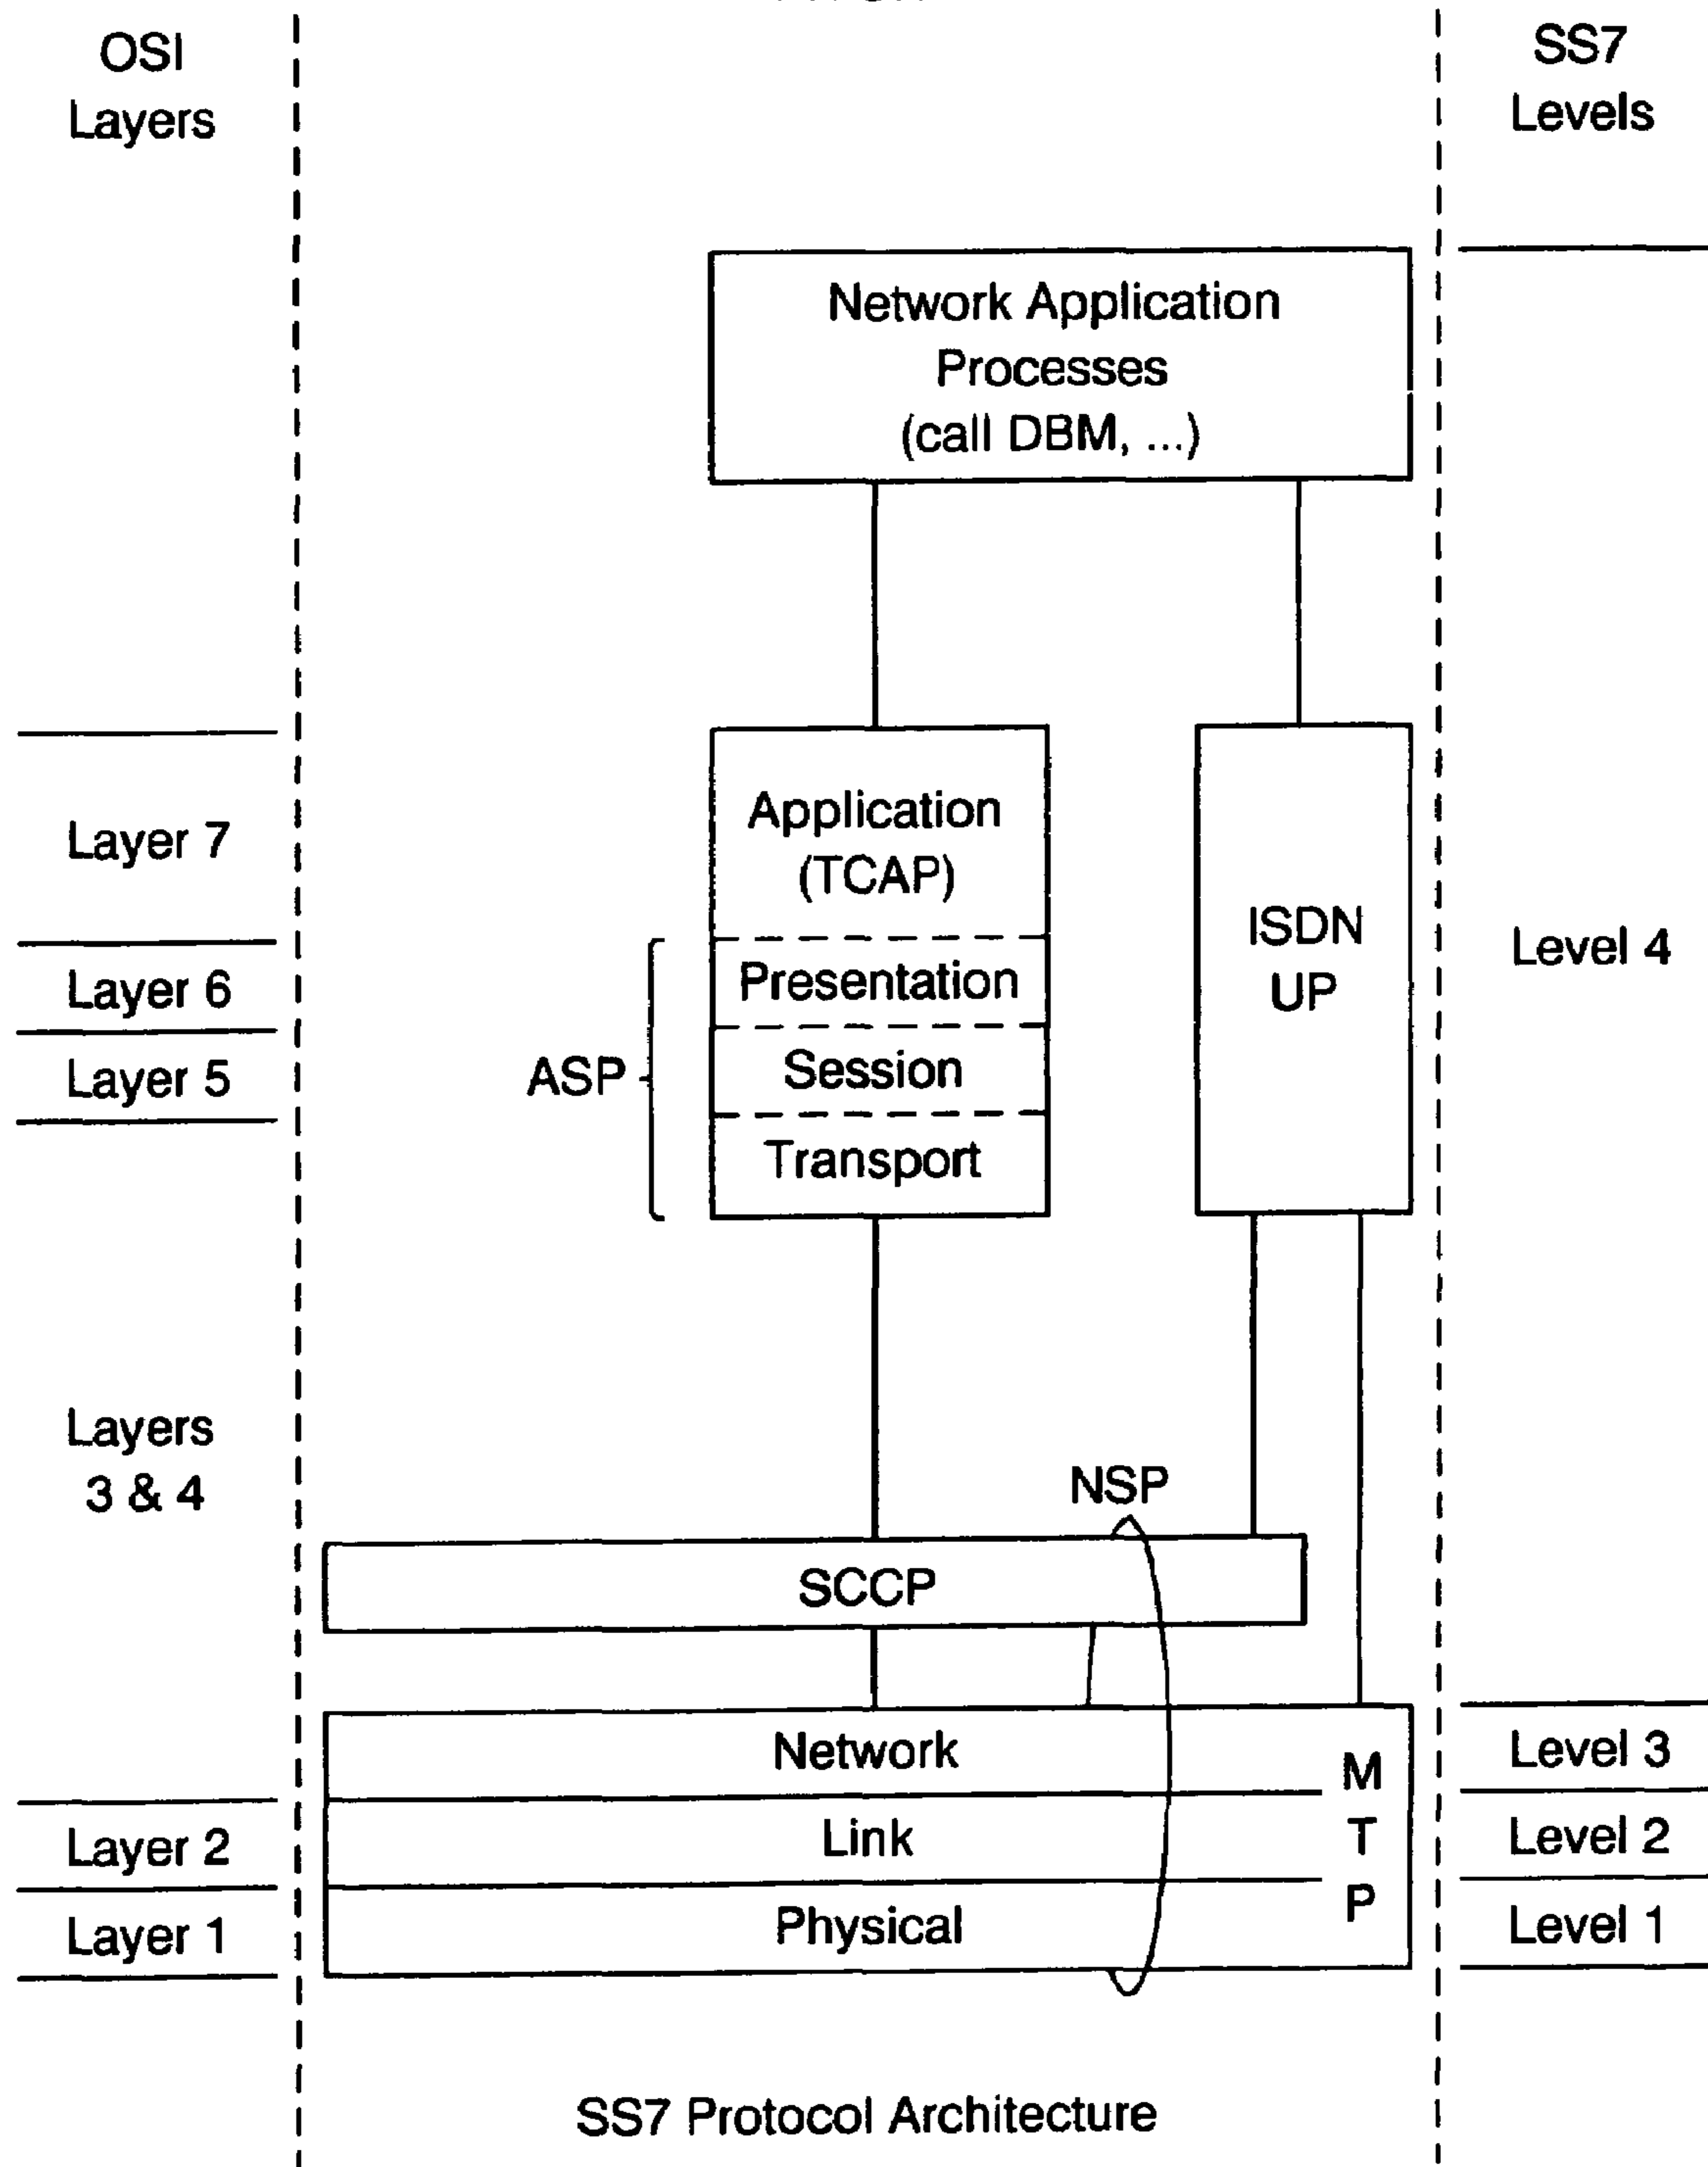 OSI
Layers
SS7
Levels
Network Application
Processes
(call DBM, ...)
Layer 7
Layer 6
Layer 5
Layers
3 & 4
Layer 2
Layer 1
Application
(TCAP)
Presentation
Session
Transport
ASP
ISDN
UP
NSP
SCCP
Network
Link
Physical
M
T
P
Level 4
Level 3
Level 2
Level 1
SS7 Protocol Architecture